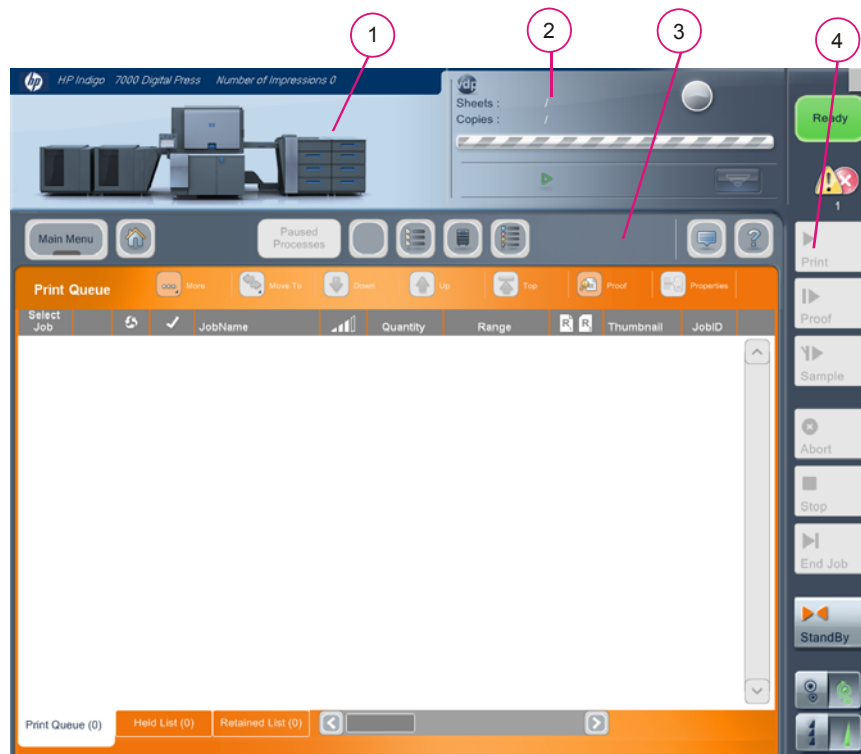 1
2
3
4
hp HP Indigo 7000 Digital Press Number of Impressions 0
vdp
Sheets : /
Copies : /
Ready
1
Main Menu
Paused
Processes
?
Print
Print Queue
More
Move To
Down
Up
Top
Proof
Properties
Proof
Select
Job
JobName
Quantity
Range
R R
Thumbnail
JobID
Sample
Abort
Stop
End Job
StandBy
Print Queue (0)
Held List (0)
Retained List (0)